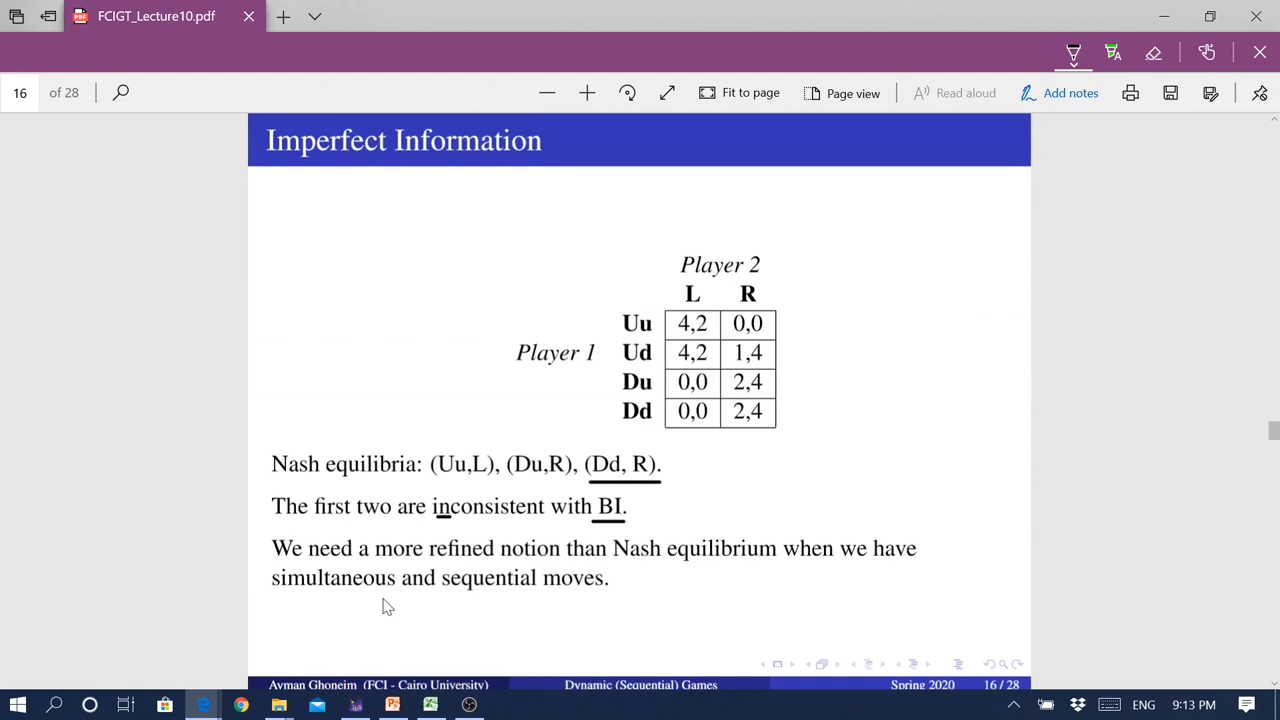 FCIGT_Lecture10.pdf
16 of 28 Fit to page Page view Read aloud Add notes
Imperfect Information
Player 2
L R
Uu 4,2 0,0
Player 1 Ud 4,2 1,4
Du 0,0 2,4
Dd 0,0 2,4
Nash equilibria: (Uu,L), (Du,R), (Dd, R).
The first two are inconsistent with BI.
We need a more refined notion than Nash equilibrium when we have
simultaneous and sequential moves.
Ayman Ghoneim (FCI - Cairo University) Dynamic (Sequential) Games Spring 2020 16 / 28
ENG 9:13 PM